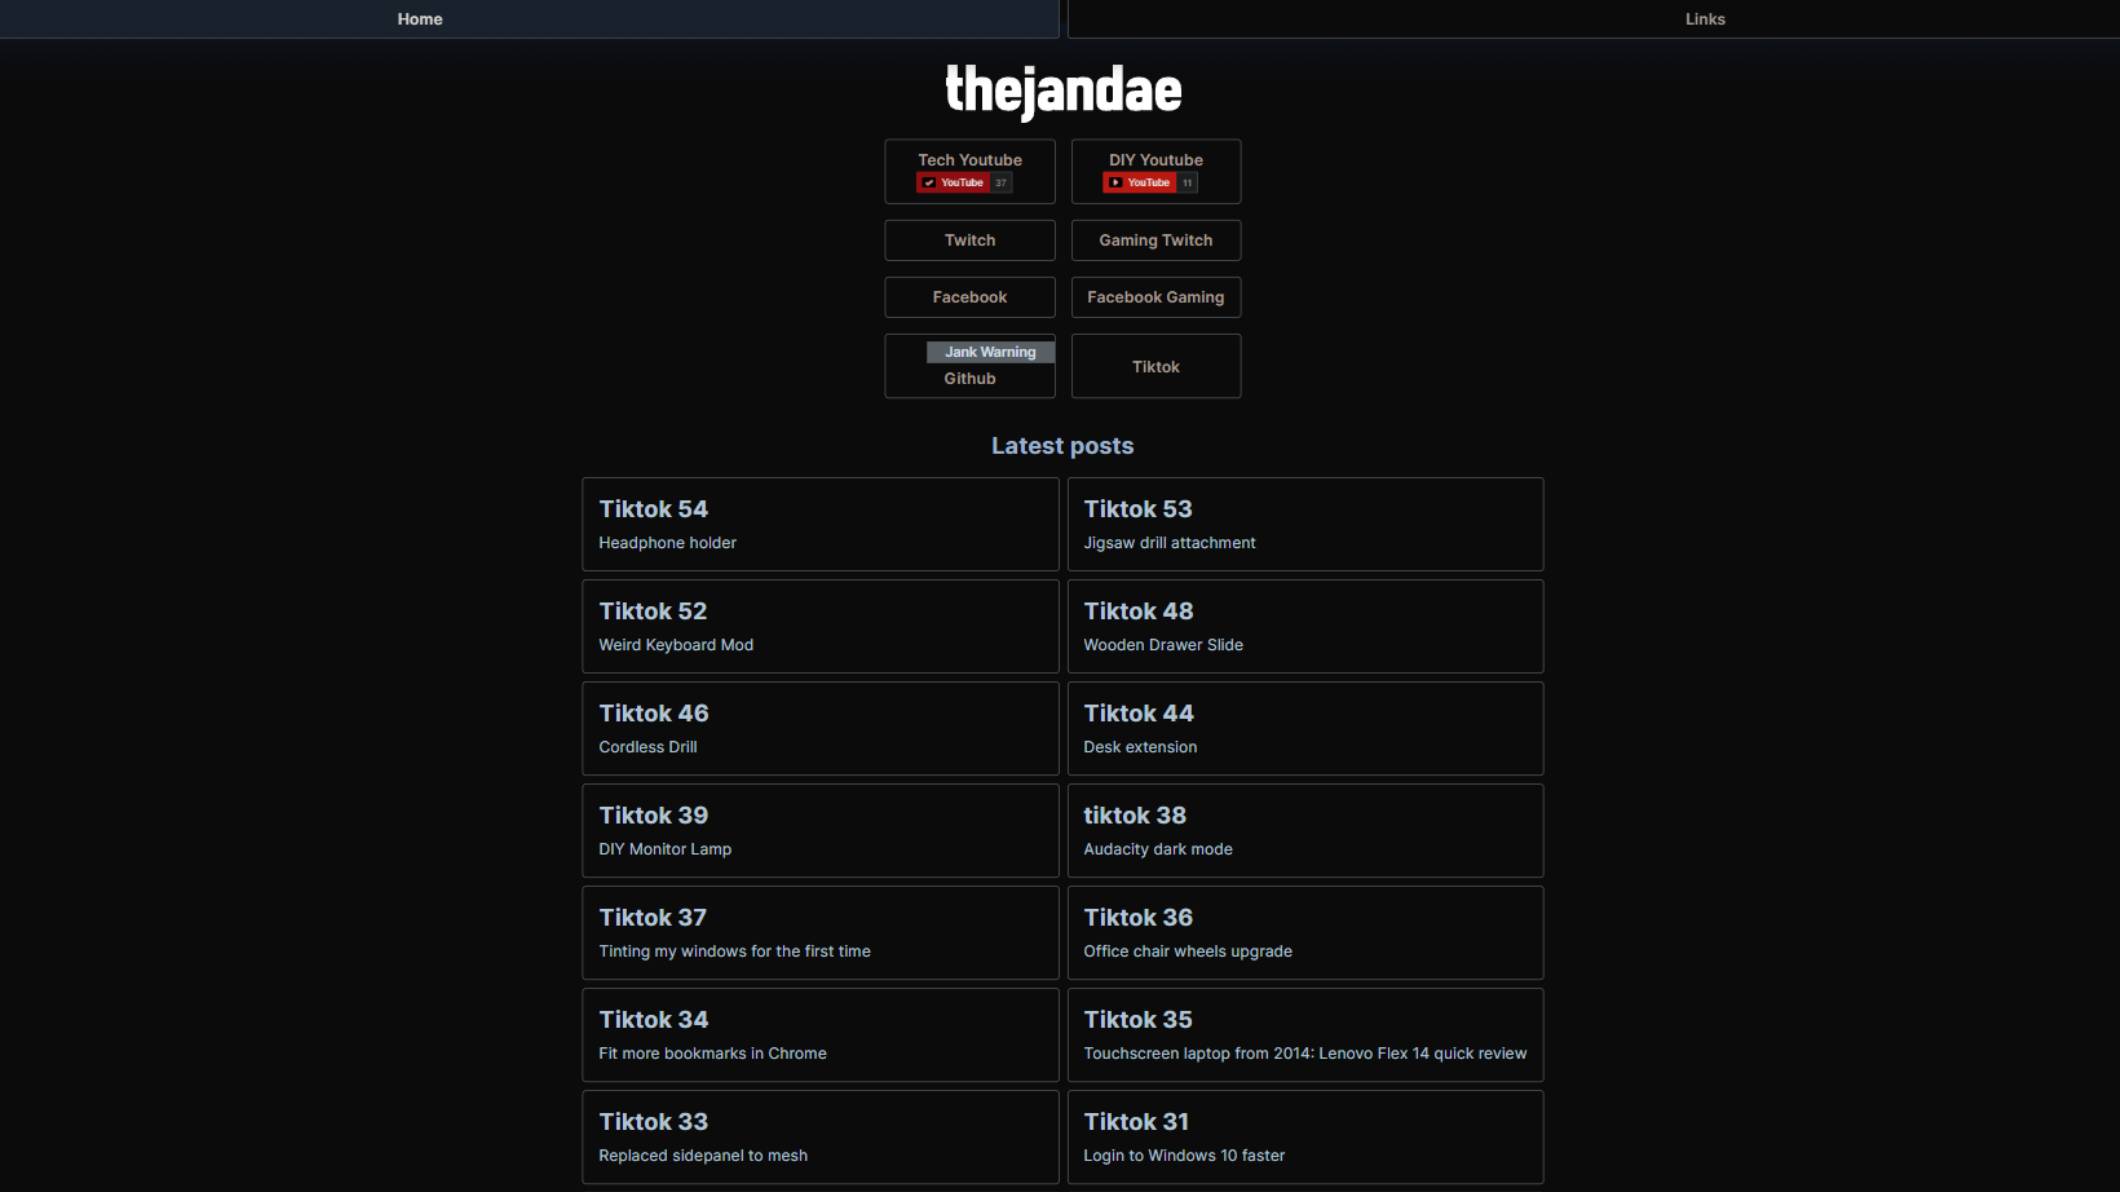 Home
Links
thejandae
Tech Youtube
YouTube 37
DIY Youtube
YouTube 11
Twitch
Gaming Twitch
Facebook
Facebook Gaming
Jank Warning
Github
Tiktok
Latest posts
Tiktok 54
Headphone holder
Tiktok 53
Jigsaw drill attachment
Tiktok 52
Weird Keyboard Mod
Tiktok 48
Wooden Drawer Slide
Tiktok 46
Cordless Drill
Tiktok 44
Desk extension
Tiktok 39
DIY Monitor Lamp
tiktok 38
Audacity dark mode
Tiktok 37
Tinting my windows for the first time
Tiktok 36
Office chair wheels upgrade
Tiktok 34
Fit more bookmarks in Chrome
Tiktok 35
Touchscreen laptop from 2014: Lenovo Flex 14 quick review
Tiktok 33
Replaced sidepanel to mesh
Tiktok 31
Login to Windows 10 faster